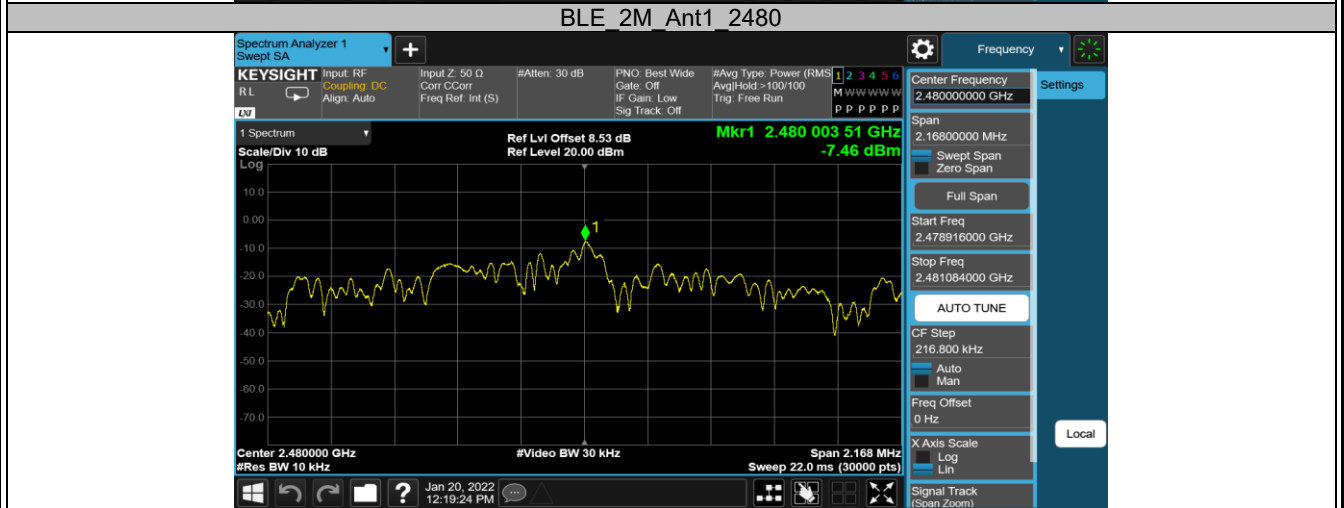 BLE_2M_Ant1_2480
Spectrum Analyzer 1
Swept SA
+
Frequency
KEYSIGHT
RL
LXI
Input: RF
Coupling: DC
Align: Auto
Input Z: 50 Ω
Corr CCorr
Freq Ref: Int (S)
#Atten: 30 dB
PNO: Best Wide
Gate: Off
IF Gain: Low
Sig Track: Off
#Avg Type: Power (RMS
Avg|Hold:>100/100
Trig: Free Run
1 2 3 4 5 6
M W W W W W
P P P P P P
1 Spectrum
Scale/Div 10 dB
Log
Ref Lvl Offset 8.53 dB
Ref Level 20.00 dBm
Mkr1 2.480 003 51 GHz
-7.46 dBm
10.0
0.00
-10.0
-20.0
-30.0
-40.0
-50.0
-60.0
-70.0
1
Center 2.480000 GHz
#Res BW 10 kHz
#Video BW 30 kHz
Span 2.168 MHz
Sweep 22.0 ms (30000 pts)
Center Frequency
2.480000000 GHz
Settings
Span
2.16800000 MHz
Swept Span
Zero Span
Full Span
Start Freq
2.478916000 GHz
Stop Freq
2.481084000 GHz
AUTO TUNE
CF Step
216.800 kHz
Auto
Man
Freq Offset
0 Hz
X Axis Scale
Log
Lin
Local
Signal Track
(Span Zoom)
?
Jan 20, 2022
12:19:24 PM